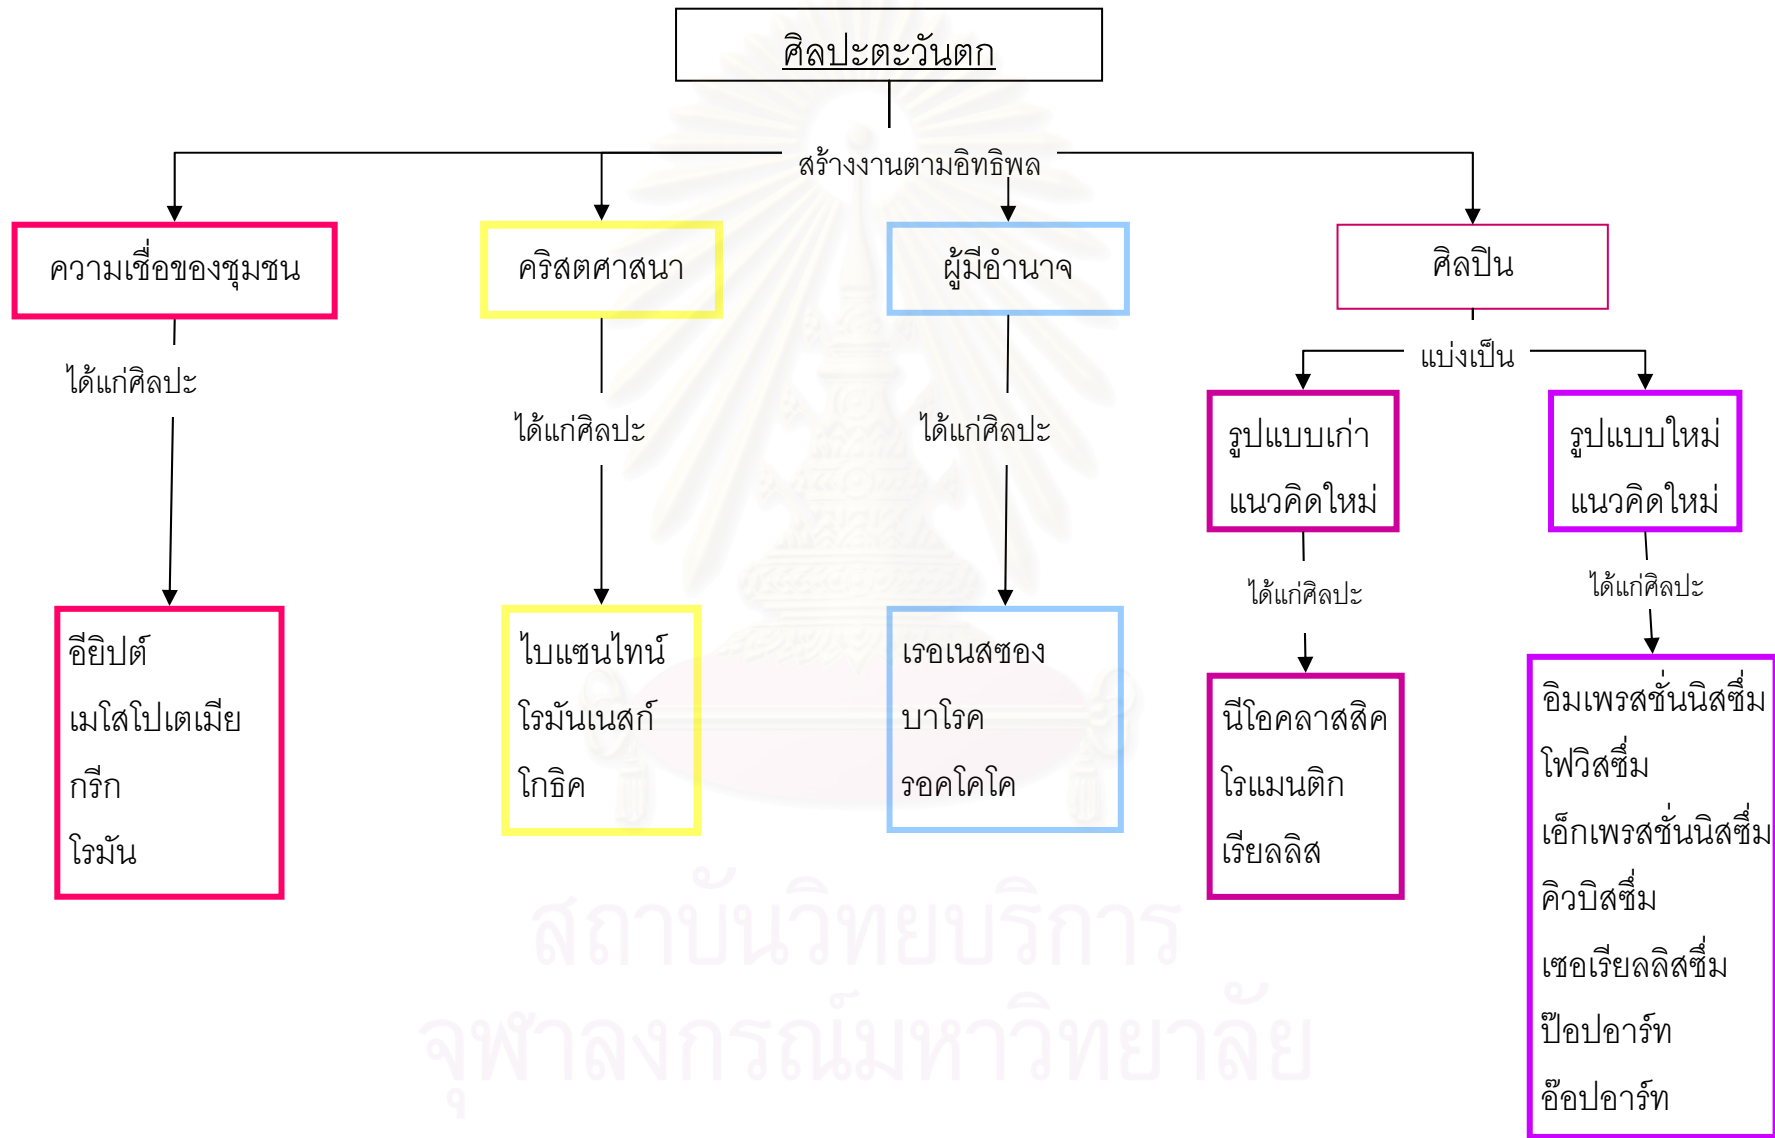 ศิลปะตะวันตก
สร้างงานตามอิทธิพล
ความเชื่อของชุมชน
ได้แก่ศิลปะ
อียิปต์
เมโสโปเตเมีย
กรีก
โรมัน
คริสตศาสนา
ได้แก่ศิลปะ
ไบแซนไทน์
โรมันเนสก์
โกธิค
ผู้มีอำนาจ
ได้แก่ศิลปะ
เรอเนสซอง
บาโรค
รอคโคโค
ศิลปิน
แบ่งเป็น
รูปแบบเก่า
แนวคิดใหม่
ได้แก่ศิลปะ
นีโอคลาสสิค
โรแมนติก
เรียลลิส
รูปแบบใหม่
แนวคิดใหม่
ได้แก่ศิลปะ
อิมเพรสชั่นนิสซึ่ม
โฟวิสซึ่ม
เอ็กเพรสชั่นนิสซึ่ม
คิวบิสซึ่ม
เซอเรียลลิสซึ่ม
ป๊อปอาร์ท
อ๊อปอาร์ท
สถาบันวิทยบริการ
จุฬาลงกรณ์มหาวิทยาลัย